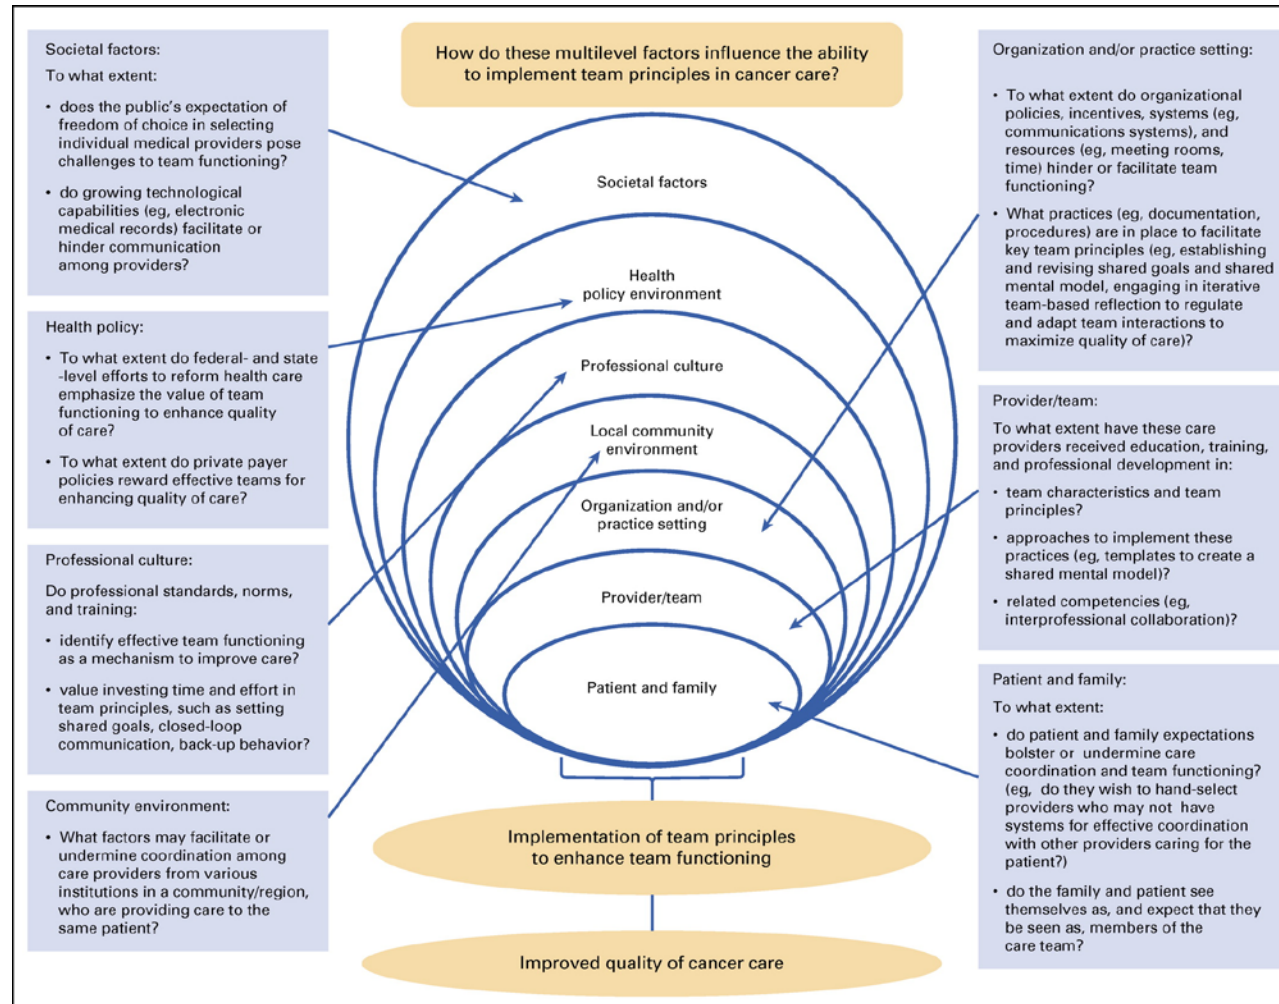 Societal factors:
To what extent:
• does the public's expectation of
freedom of choice in selecting
individual medical providers pose
challenges to team functioning?
• do growing technological
capabilities (eg, electronic
medical records) facilitate or
hinder communication
among providers?
Health policy:
• To what extent do federal- and state
-level efforts to reform health care
emphasize the value of team
functioning to enhance quality
of care?
• To what extent do private payer
policies reward effective teams for
enhancing quality of care?
Professional culture:
Do professional standards, norms,
and training:
• identify effective team functioning
as a mechanism to improve care?
• value investing time and effort in
team principles, such as setting
shared goals, closed-loop
communication, back-up behavior?
Community environment:
• What factors may facilitate or
undermine coordination among
care providers from various
institutions in a community/region,
who are providing care to the
same patient?
How do these multilevel factors influence the ability
to implement team principles in cancer care?
Societal factors
Health
policy environment
Professional culture
Local community
environment
Organization and/or
practice setting
Provider/team
Patient and family
Implementation of team principles
to enhance team functioning
Improved quality of cancer care
Organization and/or practice setting:
• To what extent do organizational
policies, incentives, systems (eg,
communications systems), and
resources (eg, meeting rooms,
time) hinder or facilitate team
functioning?
• What practices (eg, documentation,
procedures) are in place to facilitate
key team principles (eg, establishing
and revising shared goals and shared
mental model, engaging in iterative
team-based reflection to regulate
and adapt team interactions to
maximize quality of care)?
Provider/team:
To what extent have these care
providers received education, training,
and professional development in:
• team characteristics and team
principles?
• approaches to implement these
practices (eg, templates to create a
shared mental model)?
• related competencies (eg,
interprofessional collaboration)?
Patient and family:
To what extent:
• do patient and family expectations
bolster or undermine care
coordination and team functioning?
(eg, do they wish to hand-select
providers who may not have
systems for effective coordination
with other providers caring for the
patient?)
• do the family and patient see
themselves as, and expect that they
be seen as, members of the
care team?